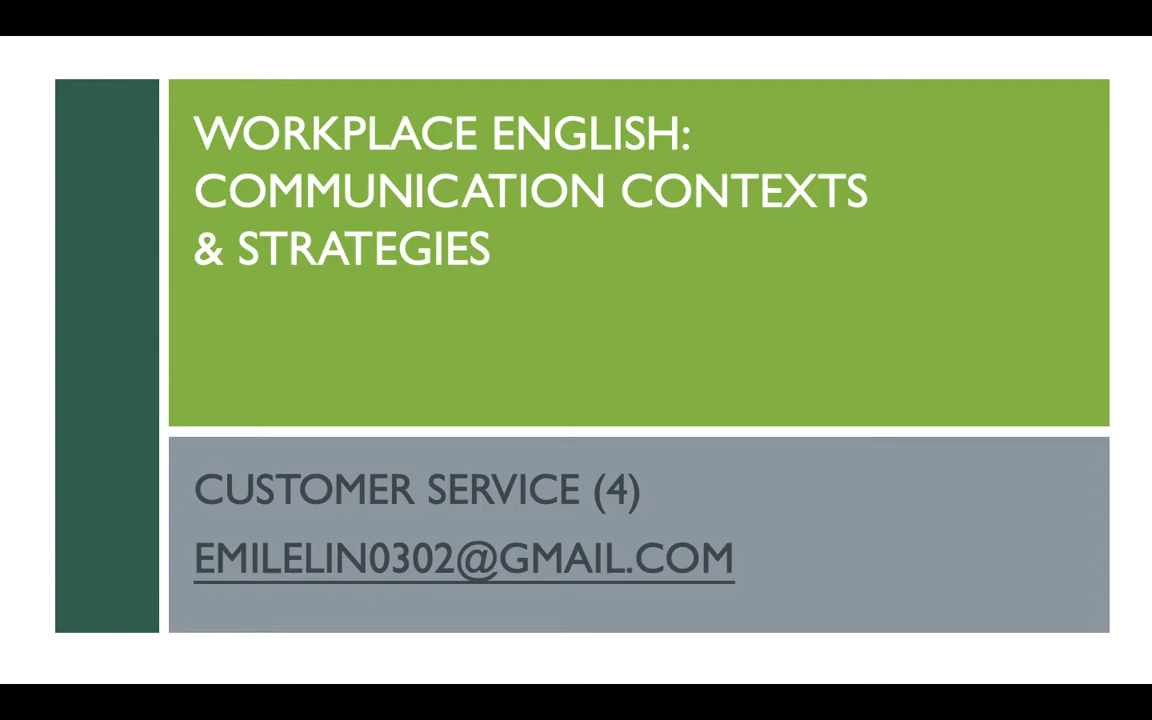 WORKPLACE ENGLISH:
COMMUNICATION CONTEXTS
& STRATEGIES
CUSTOMER SERVICE (4)
EMILELIN0302@GMAIL.COM